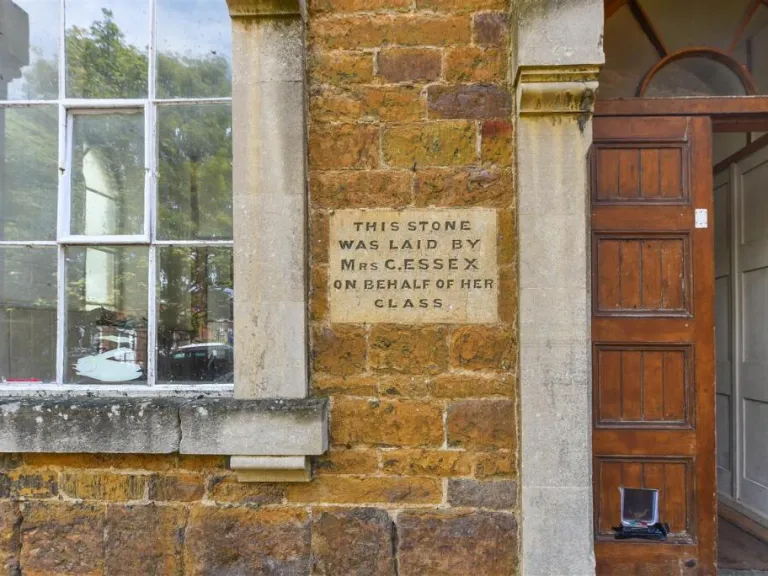 THIS STONE
WAS LAID BY
MRS C.ESSEX
ON BEHALF OF HER
CLASS